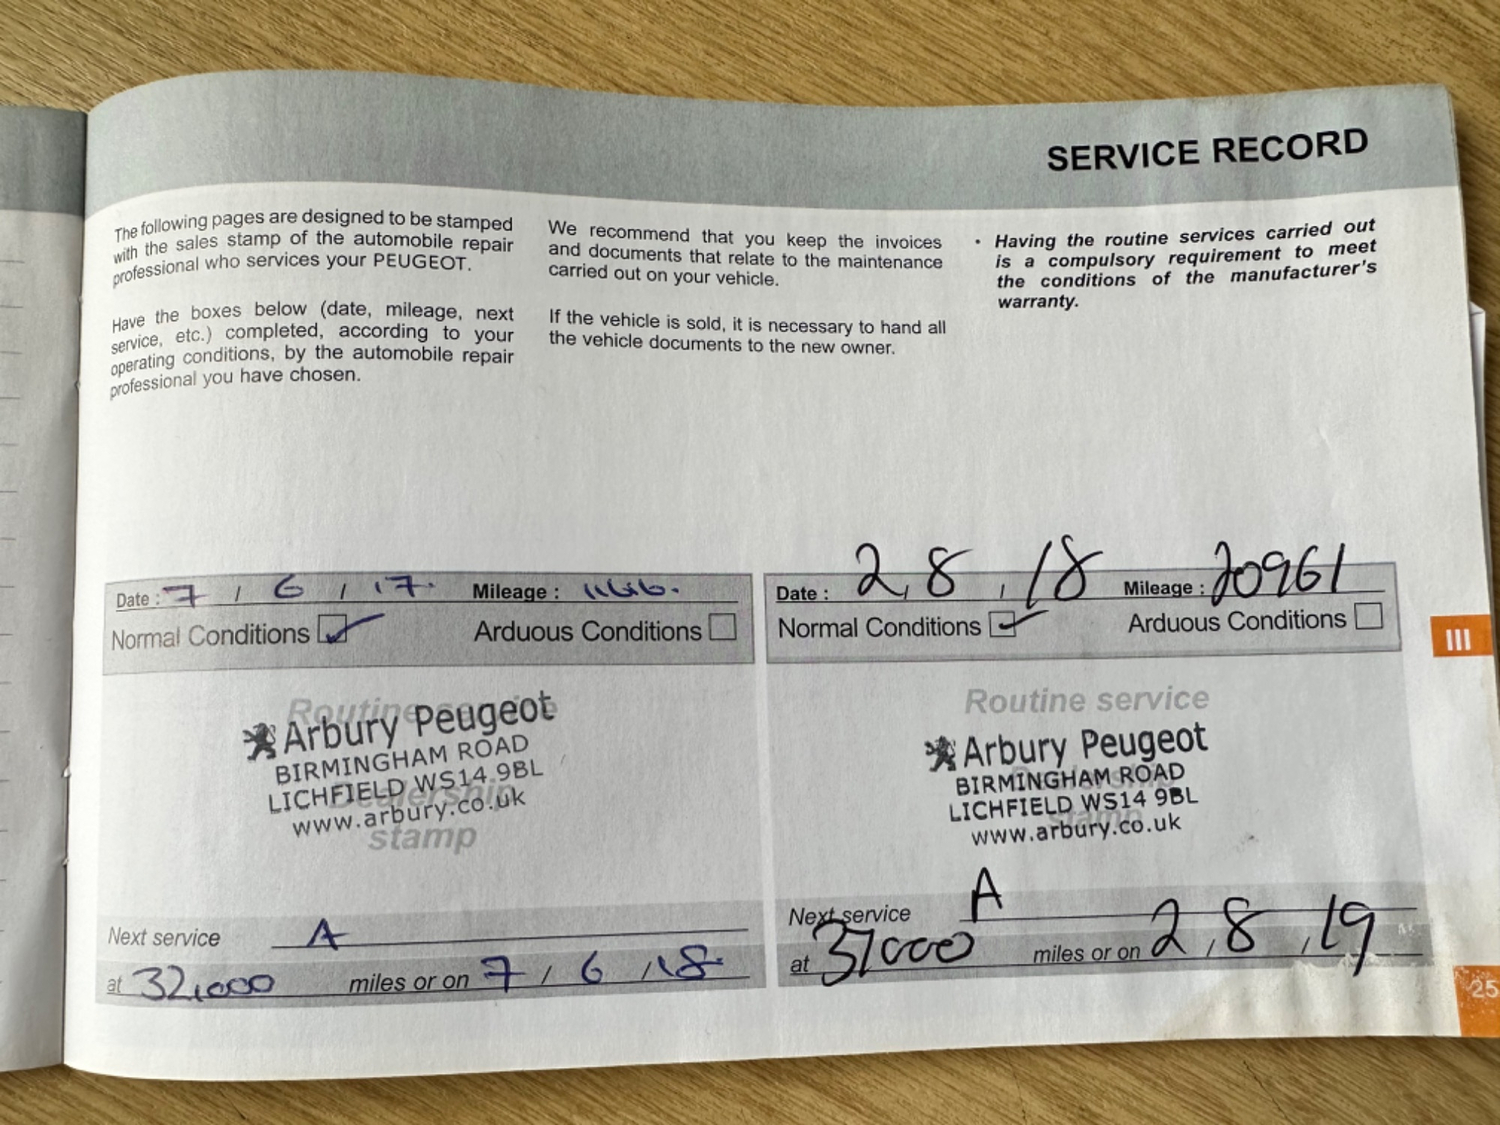 SERVICE RECORD
The following pages are designed to be stamped
with the sales stamp of the automobile repair
professional who services your PEUGEOT.
Have the boxes below (date, mileage, next
service, etc.) completed, according to your
operating conditions, by the automobile repair
professional you have chosen.
We recommend that you keep the invoices
and documents that relate to the maintenance
carried out on your vehicle.
If the vehicle is sold, it is necessary to hand all
the vehicle documents to the new owner.
• Having the routine services carried out
is a compulsory requirement to meet
the conditions of the manufacturer's
warranty.
Date : 7 / 6 / 17. Mileage :
Normal Conditions Arduous Conditions
Routine service
Arbury Peugeot
BIRMINGHAM ROAD
LICHFIELD WS14 9BL
Dealership
www.arbury.co.uk
stamp
Next service A
at 32,000 miles or on 7 / 6 / 18.
Date : 2 / 8 / 18 Mileage : 20961
Normal Conditions Arduous Conditions
Routine service
Arbury Peugeot
BIRMINGHAM ROAD
Dealership
LICHFIELD WS14 9BL
stamp
www.arbury.co.uk
Next service A
at 37000 miles or on 2 / 8 / 19
III
25